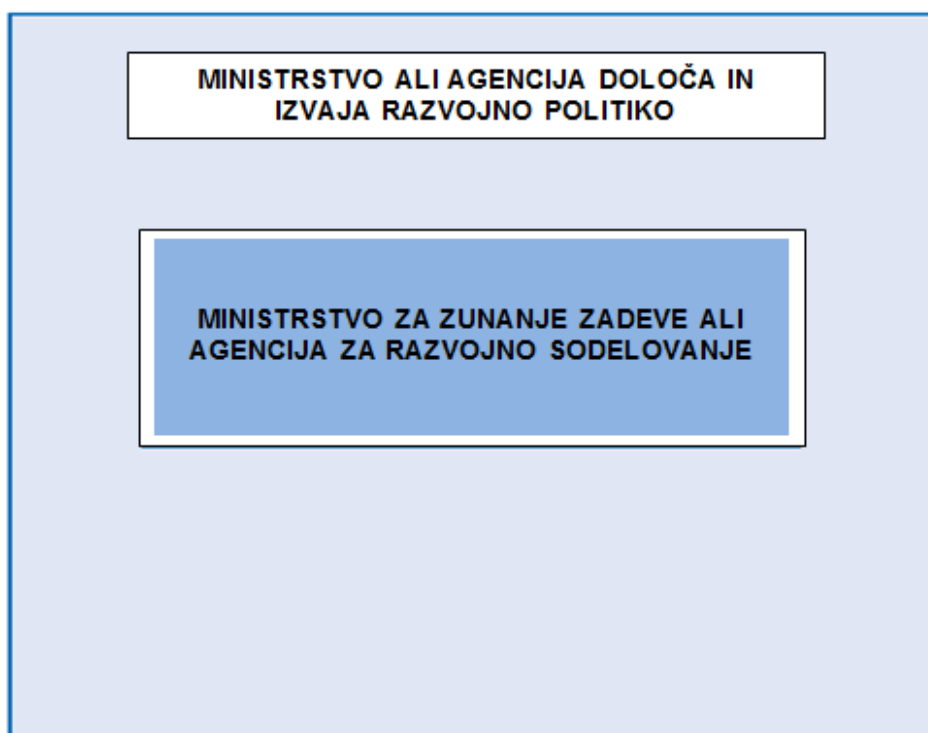 MINISTRSTVO ALI AGENCIJA DOLOČA IN
IZVAJA RAZVOJNO POLITIKO
MINISTRSTVO ZA ZUNANJE ZADEVE ALI
AGENCIJA ZA RAZVOJNO SODELOVANJE